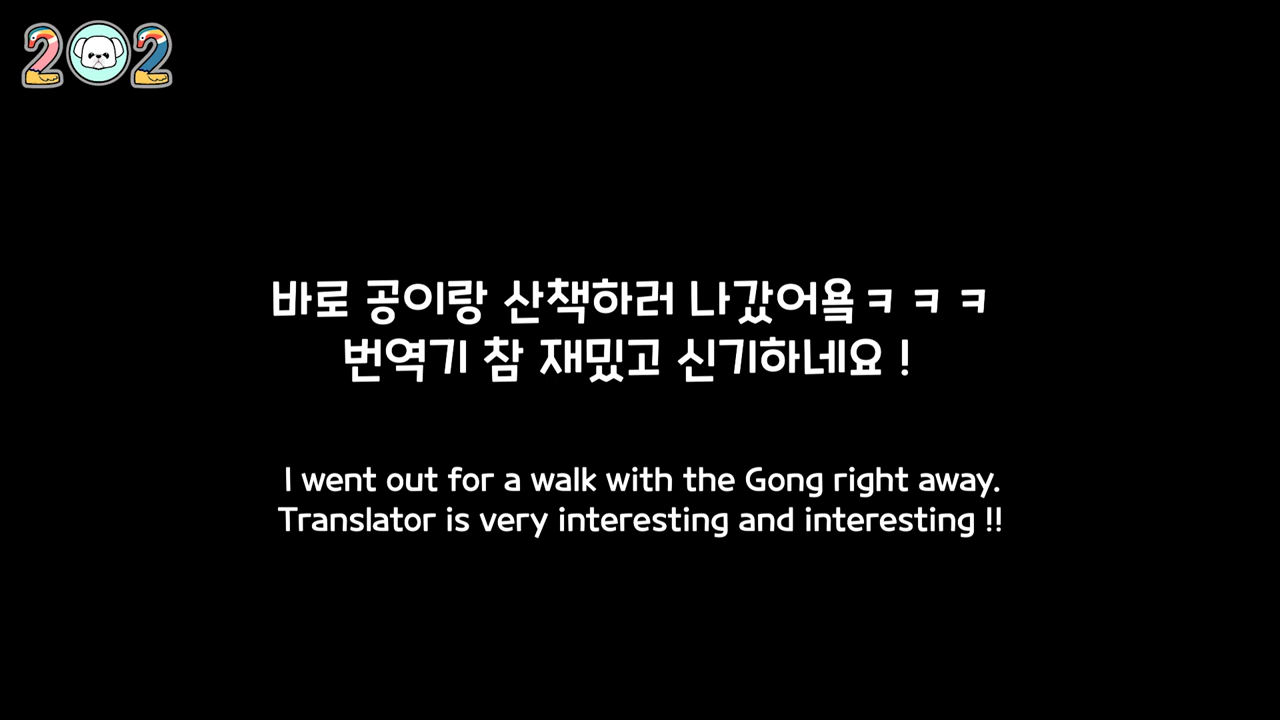 202
바로 공이랑 산책하러 나갔어욬ㅋㅋㅋ
번역기 참 재밌고 신기하네요 !
I went out for a walk with the Gong right away.
Translator is very interesting and interesting !!